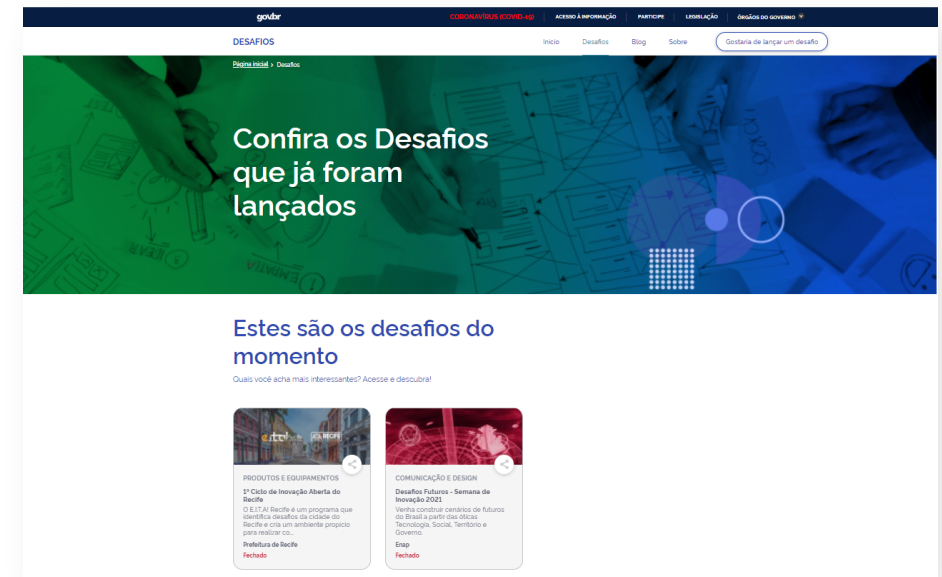 govbr
CORONAVÍRUS (COVID-19)
ACESSO À INFORMAÇÃO
PARTICIPE
LEGISLAÇÃO
ÓRGÃOS DO GOVERNO
DESAFIOS
Inicio
Desafios
Blog
Sobre
Gostaria de lançar um desafio
Página inicial > Desafios
Confira os Desafios
que já foram
lançados
Estes são os desafios do
momento
Quais você acha mais interessantes? Acesse e descubra!
PRODUTOS E EQUIPAMENTOS
1º Ciclo de Inovação Aberta do
Recife
O E.I.T.A! Recife é um programa que
identifica desafios da cidade do
Recife e cria um ambiente propício
para realizar co...
Prefeitura de Recife
Fechado
COMUNICAÇÃO E DESIGN
Desafios Futuros - Semana de
Inovação 2021
Venha construir cenários de futuros
do Brasil a partir das óticas
Tecnologia, Social, Território e
Governo.
Enap
Fechado